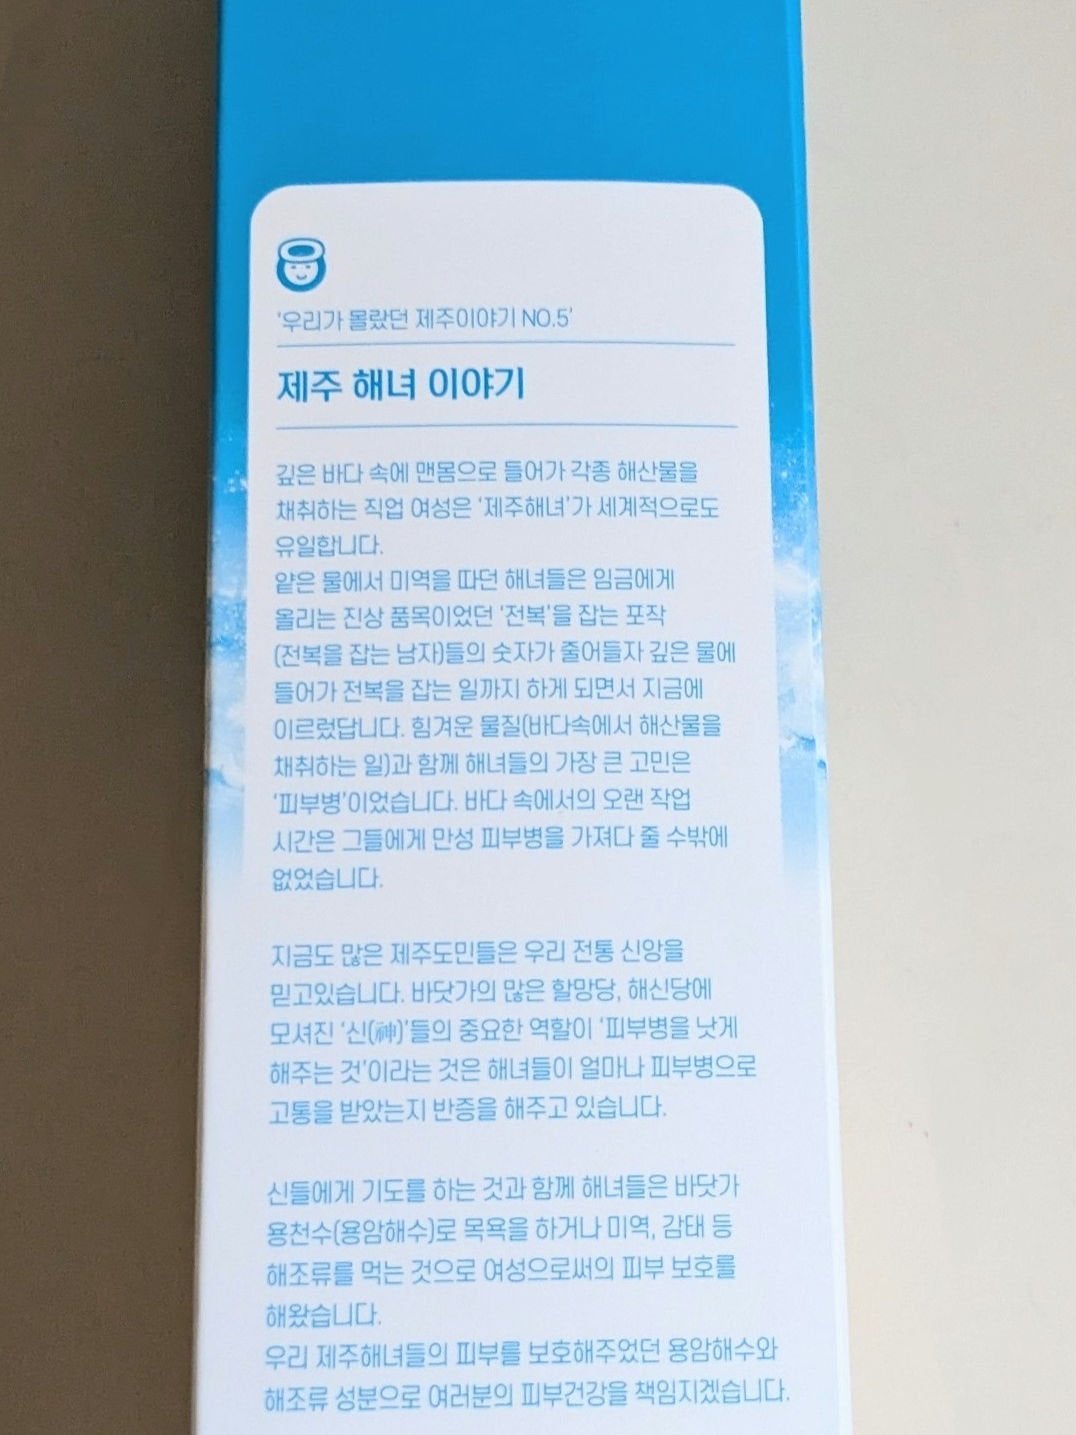 '우리가 몰랐던 제주이야기 NO.5'
제주 해녀 이야기
깊은 바다 속에 맨몸으로 들어가 각종 해산물을
채취하는 직업 여성은 '제주해녀'가 세계적으로도
유일합니다.
얕은 물에서 미역을 따던 해녀들은 임금에게
올리는 진상 품목이었던 '전복'을 잡는 포작
(전복을 잡는 남자)들의 숫자가 줄어들자 깊은 물에
들어가 전복을 잡는 일까지 하게 되면서 지금에
이르렀답니다. 힘겨운 물질(바다속에서 해산물을
채취하는 일)과 함께 해녀들의 가장 큰 고민은
'피부병'이었습니다. 바다 속에서의 오랜 작업
시간은 그들에게 만성 피부병을 가져다 줄 수밖에
없었습니다.
지금도 많은 제주도민들은 우리 전통 신앙을
믿고있습니다. 바닷가의 많은 할망당, 해신당에
모셔진 '신(神)'들의 중요한 역할이 '피부병을 낫게
해주는 것'이라는 것은 해녀들이 얼마나 피부병으로
고통을 받았는지 반증을 해주고 있습니다.
신들에게 기도를 하는 것과 함께 해녀들은 바닷가
용천수(용암해수)로 목욕을 하거나 미역, 감태 등
해조류를 먹는 것으로 여성으로써의 피부 보호를
해왔습니다.
우리 제주해녀들의 피부를 보호해주었던 용암해수와
해조류 성분으로 여러분의 피부건강을 책임지겠습니다.